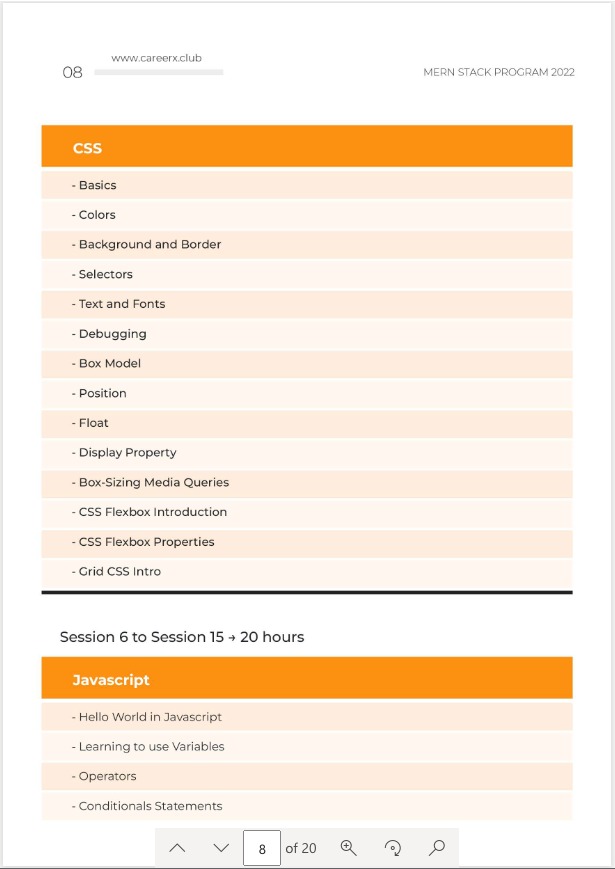 www.careerx.club
08
MERN STACK PROGRAM 2022
CSS
- Basics
- Colors
- Background and Border
- Selectors
- Text and Fonts
- Debugging
- Box Model
- Position
- Float
- Display Property
- Box-Sizing Media Queries
- CSS Flexbox Introduction
- CSS Flexbox Properties
- Grid CSS Intro
Session 6 to Session 15 → 20 hours
Javascript
- Hello World in Javascript
- Learning to use Variables
- Operators
- Conditionals Statements
8 of 20